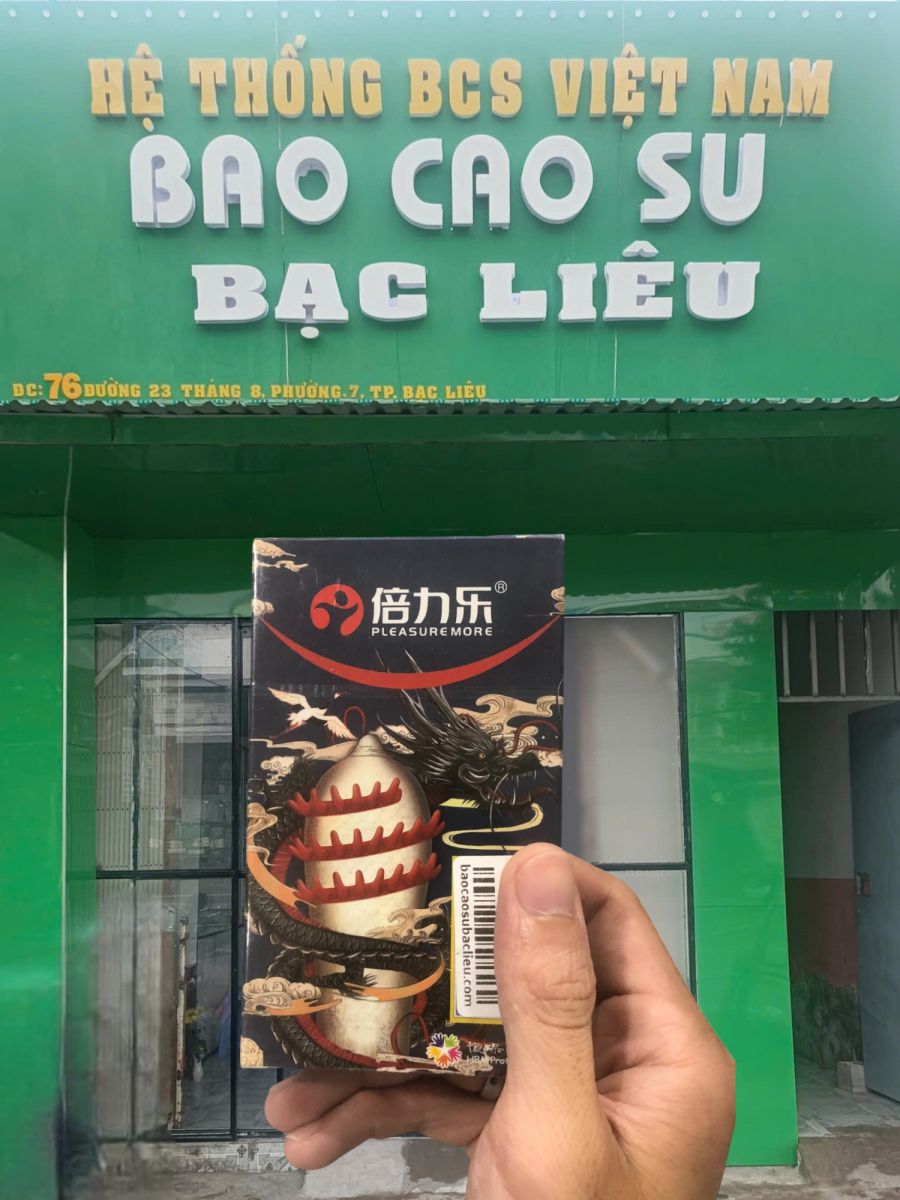 HỆ THỐNG BCS VIỆT NAM
BAO CAO SU
BẠC LIÊU
ĐC: 76 ĐƯỜNG 23 THÁNG 8, PHƯỜNG.7, TP. BẠC LIÊU
倍力乐®
PLEASUREMORE
baocaosubaclieu.com